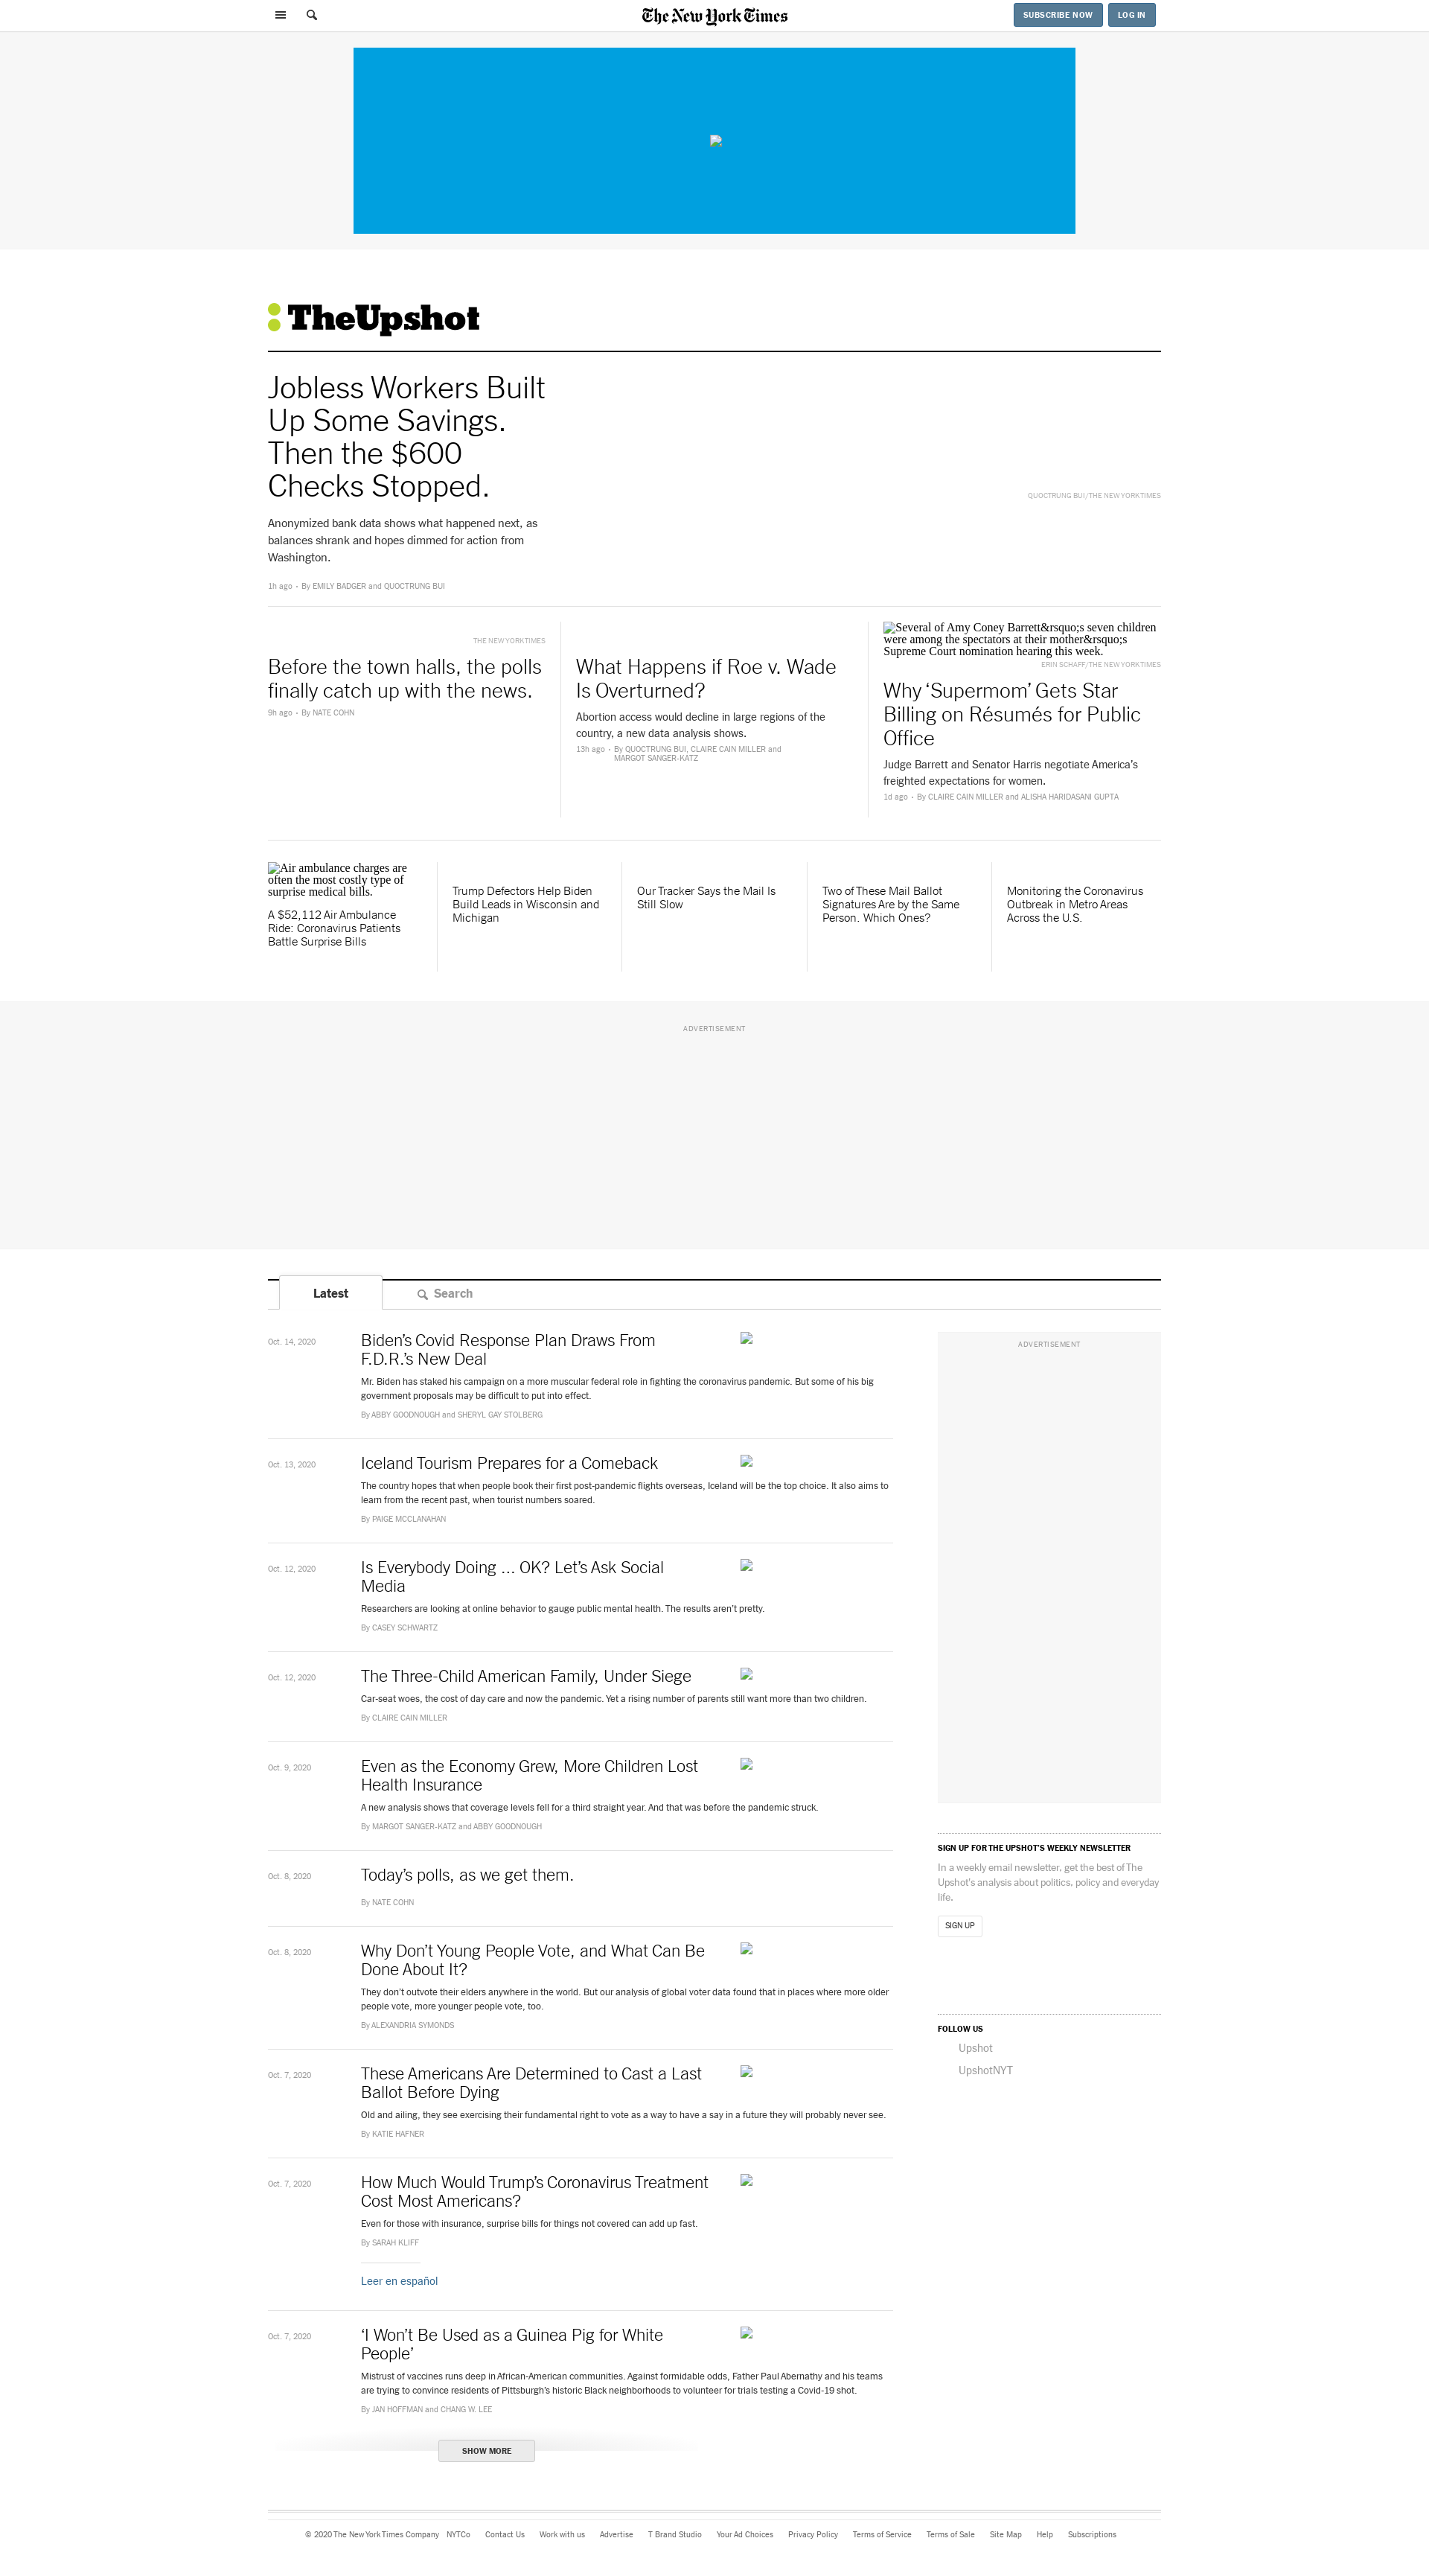 The New York Times
SUBSCRIBE NOW
LOG IN
TheUpshot
Jobless Workers Built
Up Some Savings.
Then the $600
Checks Stopped.
Anonymized bank data shows what happened next, as
balances shrank and hopes dimmed for action from
Washington.
1h ago · By EMILY BADGER and QUOCTRUNG BUI
QUOCTRUNG BUI/THE NEW YORK TIMES
THE NEW YORK TIMES
Before the town halls, the polls
finally catch up with the news.
9h ago · By NATE COHN
What Happens if Roe v. Wade
Is Overturned?
Abortion access would decline in large regions of the
country, a new data analysis shows.
13h ago · By QUOCTRUNG BUI, CLAIRE CAIN MILLER and
MARGOT SANGER-KATZ
Several of Amy Coney Barrett&rsquo;s seven children
were among the spectators at their mother&rsquo;s
Supreme Court nomination hearing this week.
ERIN SCHAFF/THE NEW YORK TIMES
Why ‘Supermom’ Gets Star
Billing on Résumés for Public
Office
Judge Barrett and Senator Harris negotiate America’s
freighted expectations for women.
1d ago · By CLAIRE CAIN MILLER and ALISHA HARIDASANI GUPTA
Air ambulance charges are
often the most costly type of
surprise medical bills.
A $52,112 Air Ambulance
Ride: Coronavirus Patients
Battle Surprise Bills
Trump Defectors Help Biden
Build Leads in Wisconsin and
Michigan
Our Tracker Says the Mail Is
Still Slow
Two of These Mail Ballot
Signatures Are by the Same
Person. Which Ones?
Monitoring the Coronavirus
Outbreak in Metro Areas
Across the U.S.
ADVERTISEMENT
Latest
Search
Oct. 14, 2020
Biden’s Covid Response Plan Draws From
F.D.R.’s New Deal
Mr. Biden has staked his campaign on a more muscular federal role in fighting the coronavirus pandemic. But some of his big
government proposals may be difficult to put into effect.
By ABBY GOODNOUGH and SHERYL GAY STOLBERG
Oct. 13, 2020
Iceland Tourism Prepares for a Comeback
The country hopes that when people book their first post-pandemic flights overseas, Iceland will be the top choice. It also aims to
learn from the recent past, when tourist numbers soared.
By PAIGE MCCLANAHAN
Oct. 12, 2020
Is Everybody Doing ... OK? Let’s Ask Social
Media
Researchers are looking at online behavior to gauge public mental health. The results aren’t pretty.
By CASEY SCHWARTZ
Oct. 12, 2020
The Three-Child American Family, Under Siege
Car-seat woes, the cost of day care and now the pandemic. Yet a rising number of parents still want more than two children.
By CLAIRE CAIN MILLER
Oct. 9, 2020
Even as the Economy Grew, More Children Lost
Health Insurance
A new analysis shows that coverage levels fell for a third straight year. And that was before the pandemic struck.
By MARGOT SANGER-KATZ and ABBY GOODNOUGH
Oct. 8, 2020
Today’s polls, as we get them.
By NATE COHN
Oct. 8, 2020
Why Don’t Young People Vote, and What Can Be
Done About It?
They don’t outvote their elders anywhere in the world. But our analysis of global voter data found that in places where more older
people vote, more younger people vote, too.
By ALEXANDRIA SYMONDS
Oct. 7, 2020
These Americans Are Determined to Cast a Last
Ballot Before Dying
Old and ailing, they see exercising their fundamental right to vote as a way to have a say in a future they will probably never see.
By KATIE HAFNER
Oct. 7, 2020
How Much Would Trump’s Coronavirus Treatment
Cost Most Americans?
Even for those with insurance, surprise bills for things not covered can add up fast.
By SARAH KLIFF
Leer en español
Oct. 7, 2020
‘I Won’t Be Used as a Guinea Pig for White
People’
Mistrust of vaccines runs deep in African-American communities. Against formidable odds, Father Paul Abernathy and his teams
are trying to convince residents of Pittsburgh’s historic Black neighborhoods to volunteer for trials testing a Covid-19 shot.
By JAN HOFFMAN and CHANG W. LEE
SHOW MORE
ADVERTISEMENT
SIGN UP FOR THE UPSHOT’S WEEKLY NEWSLETTER
In a weekly email newsletter, get the best of The
Upshot’s analysis about politics, policy and everyday
life.
SIGN UP
FOLLOW US
Upshot
UpshotNYT
© 2020 The New York Times Company NYTCo Contact Us Work with us Advertise T Brand Studio Your Ad Choices Privacy Policy Terms of Service Terms of Sale Site Map Help Subscriptions